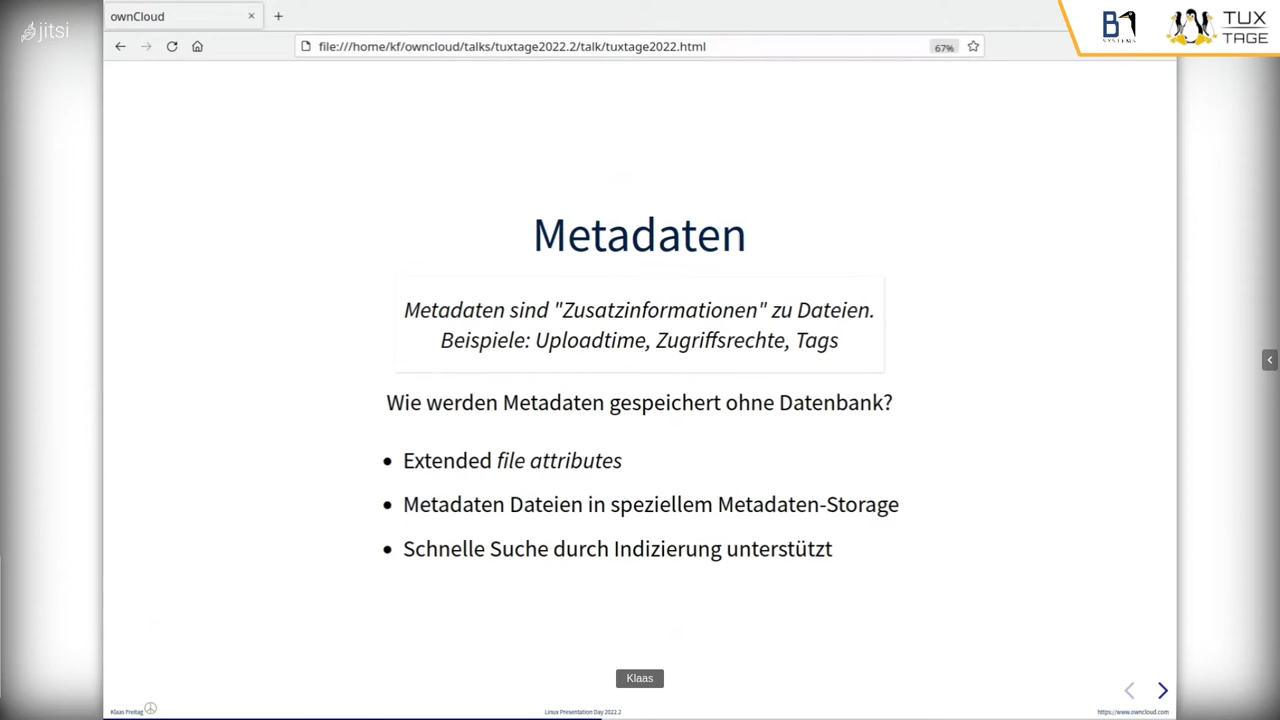 ownCloud
jitsi
file:///home/kf/owncloud/talks/tuxtage2022.2/talk/tuxtage2022.html
67%
B1
SYSTEMS
TUX
TAGE
Metadaten
Metadaten sind "Zusatzinformationen" zu Dateien.
Beispiele: Uploadtime, Zugriffsrechte, Tags
Wie werden Metadaten gespeichert ohne Datenbank?
• Extended file attributes
• Metadaten Dateien in speziellem Metadaten-Storage
• Schnelle Suche durch Indizierung unterstützt
Klaas
Klaas Freitag
Linux Presentation Day 2022.2
https://www.owncloud.com